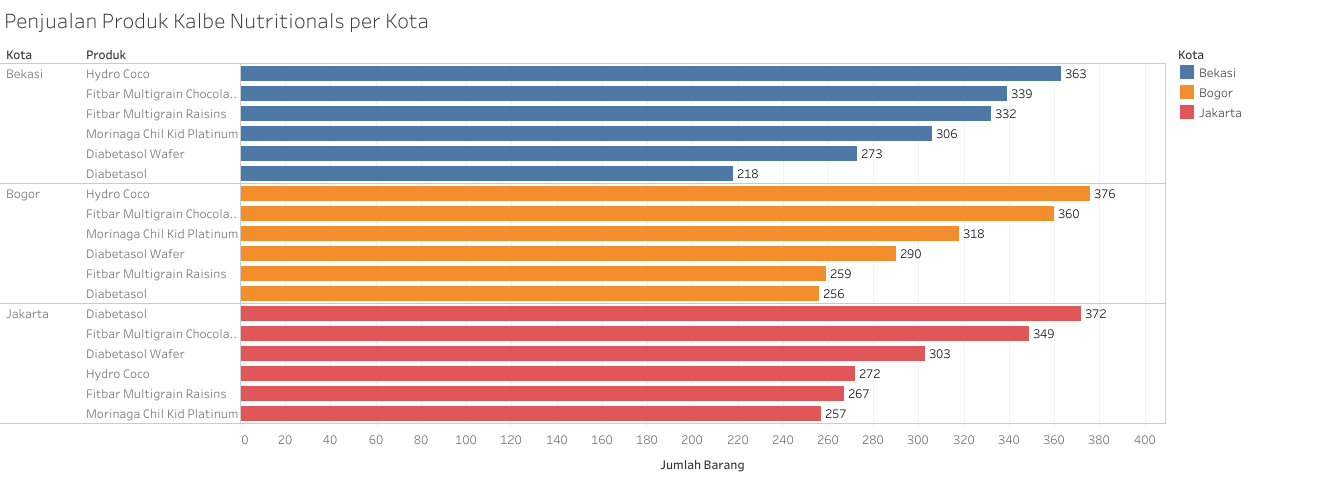 Penjualan Produk Kalbe Nutritionals per Kota
Kota Produk Kota
Bekasi Hydro Coco 363 Bekasi
Fitbar Multigrain Chocola.. 339 Bogor
Fitbar Multigrain Raisins 332 Jakarta
Morinaga Chil Kid Platinum 306
Diabetasol Wafer 273
Diabetasol 218
Bogor Hydro Coco 376
Fitbar Multigrain Chocola.. 360
Morinaga Chil Kid Platinum 318
Diabetasol Wafer 290
Fitbar Multigrain Raisins 259
Diabetasol 256
Jakarta Diabetasol 372
Fitbar Multigrain Chocola.. 349
Diabetasol Wafer 303
Hydro Coco 272
Fitbar Multigrain Raisins 267
Morinaga Chil Kid Platinum 257
0 20 40 60 80 100 120 140 160 180 200 220 240 260 280 300 320 340 360 380 400
Jumlah Barang